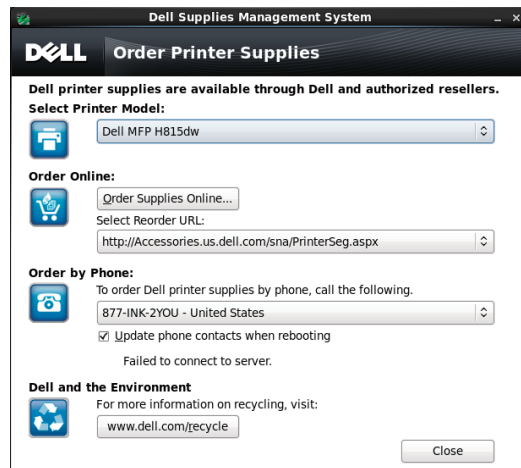 Dell Supplies Management System
DELL Order Printer Supplies
Dell printer supplies are available through Dell and authorized resellers.
Select Printer Model:
Dell MFP H815dw
Order Online:
Order Supplies Online...
Select Reorder URL:
http://Accessories.us.dell.com/sna/PrinterSeg.aspx
Order by Phone:
To order Dell printer supplies by phone, call the following.
877-INK-2YOU - United States
Update phone contacts when rebooting
Failed to connect to server.
Dell and the Environment
For more information on recycling, visit:
www.dell.com/recycle
Close